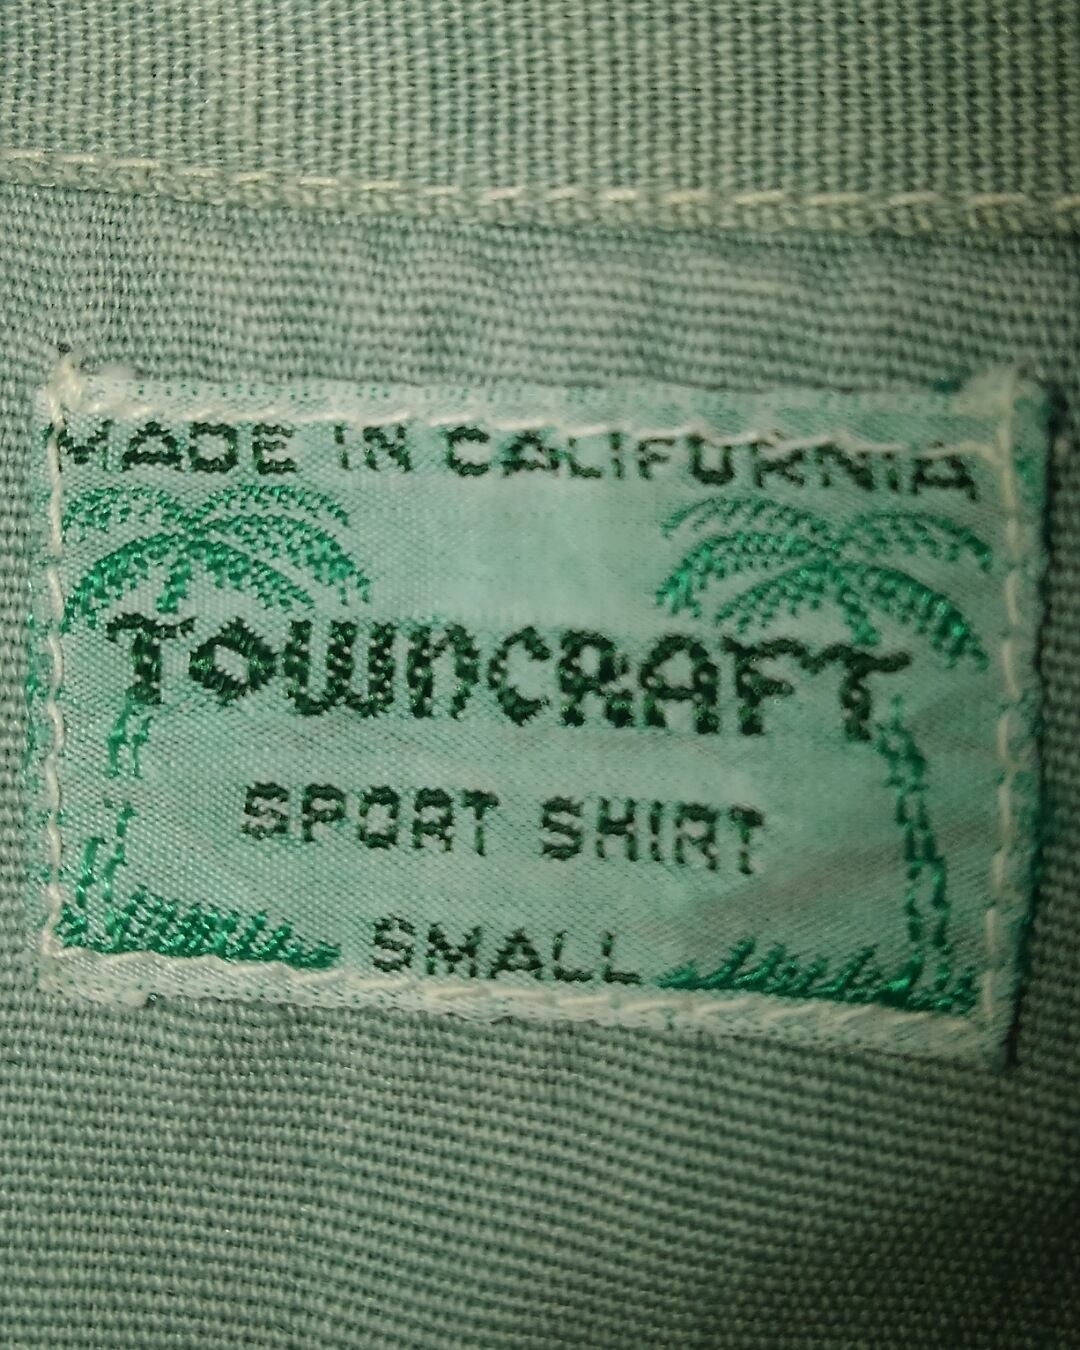 MADE IN CALIFORNIA
TOWNCRAFT
SPORT SHIRT
SMALL